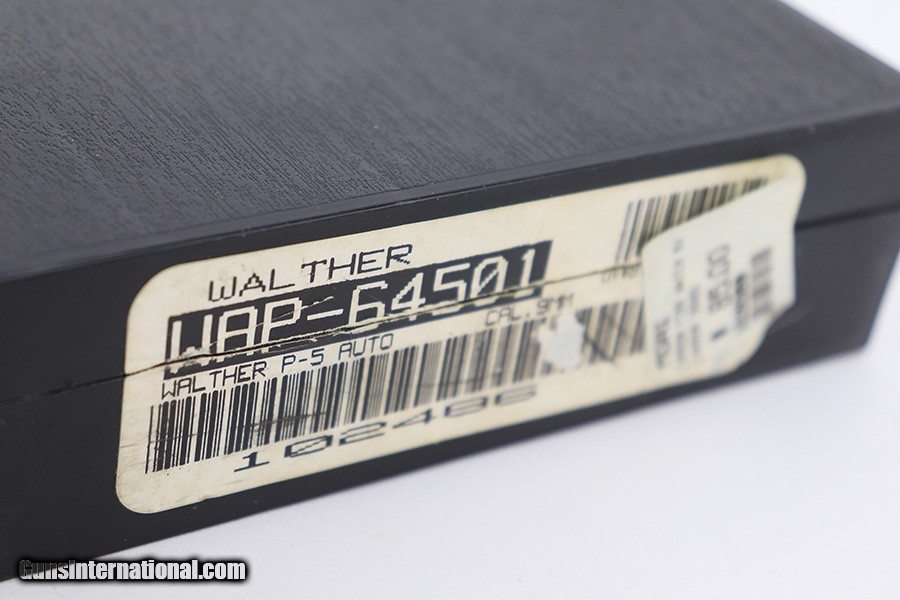 WALTHER
WAP-64501
WALTHER P-5 AUTO CAL.9MM
102486
GunsInternational.com